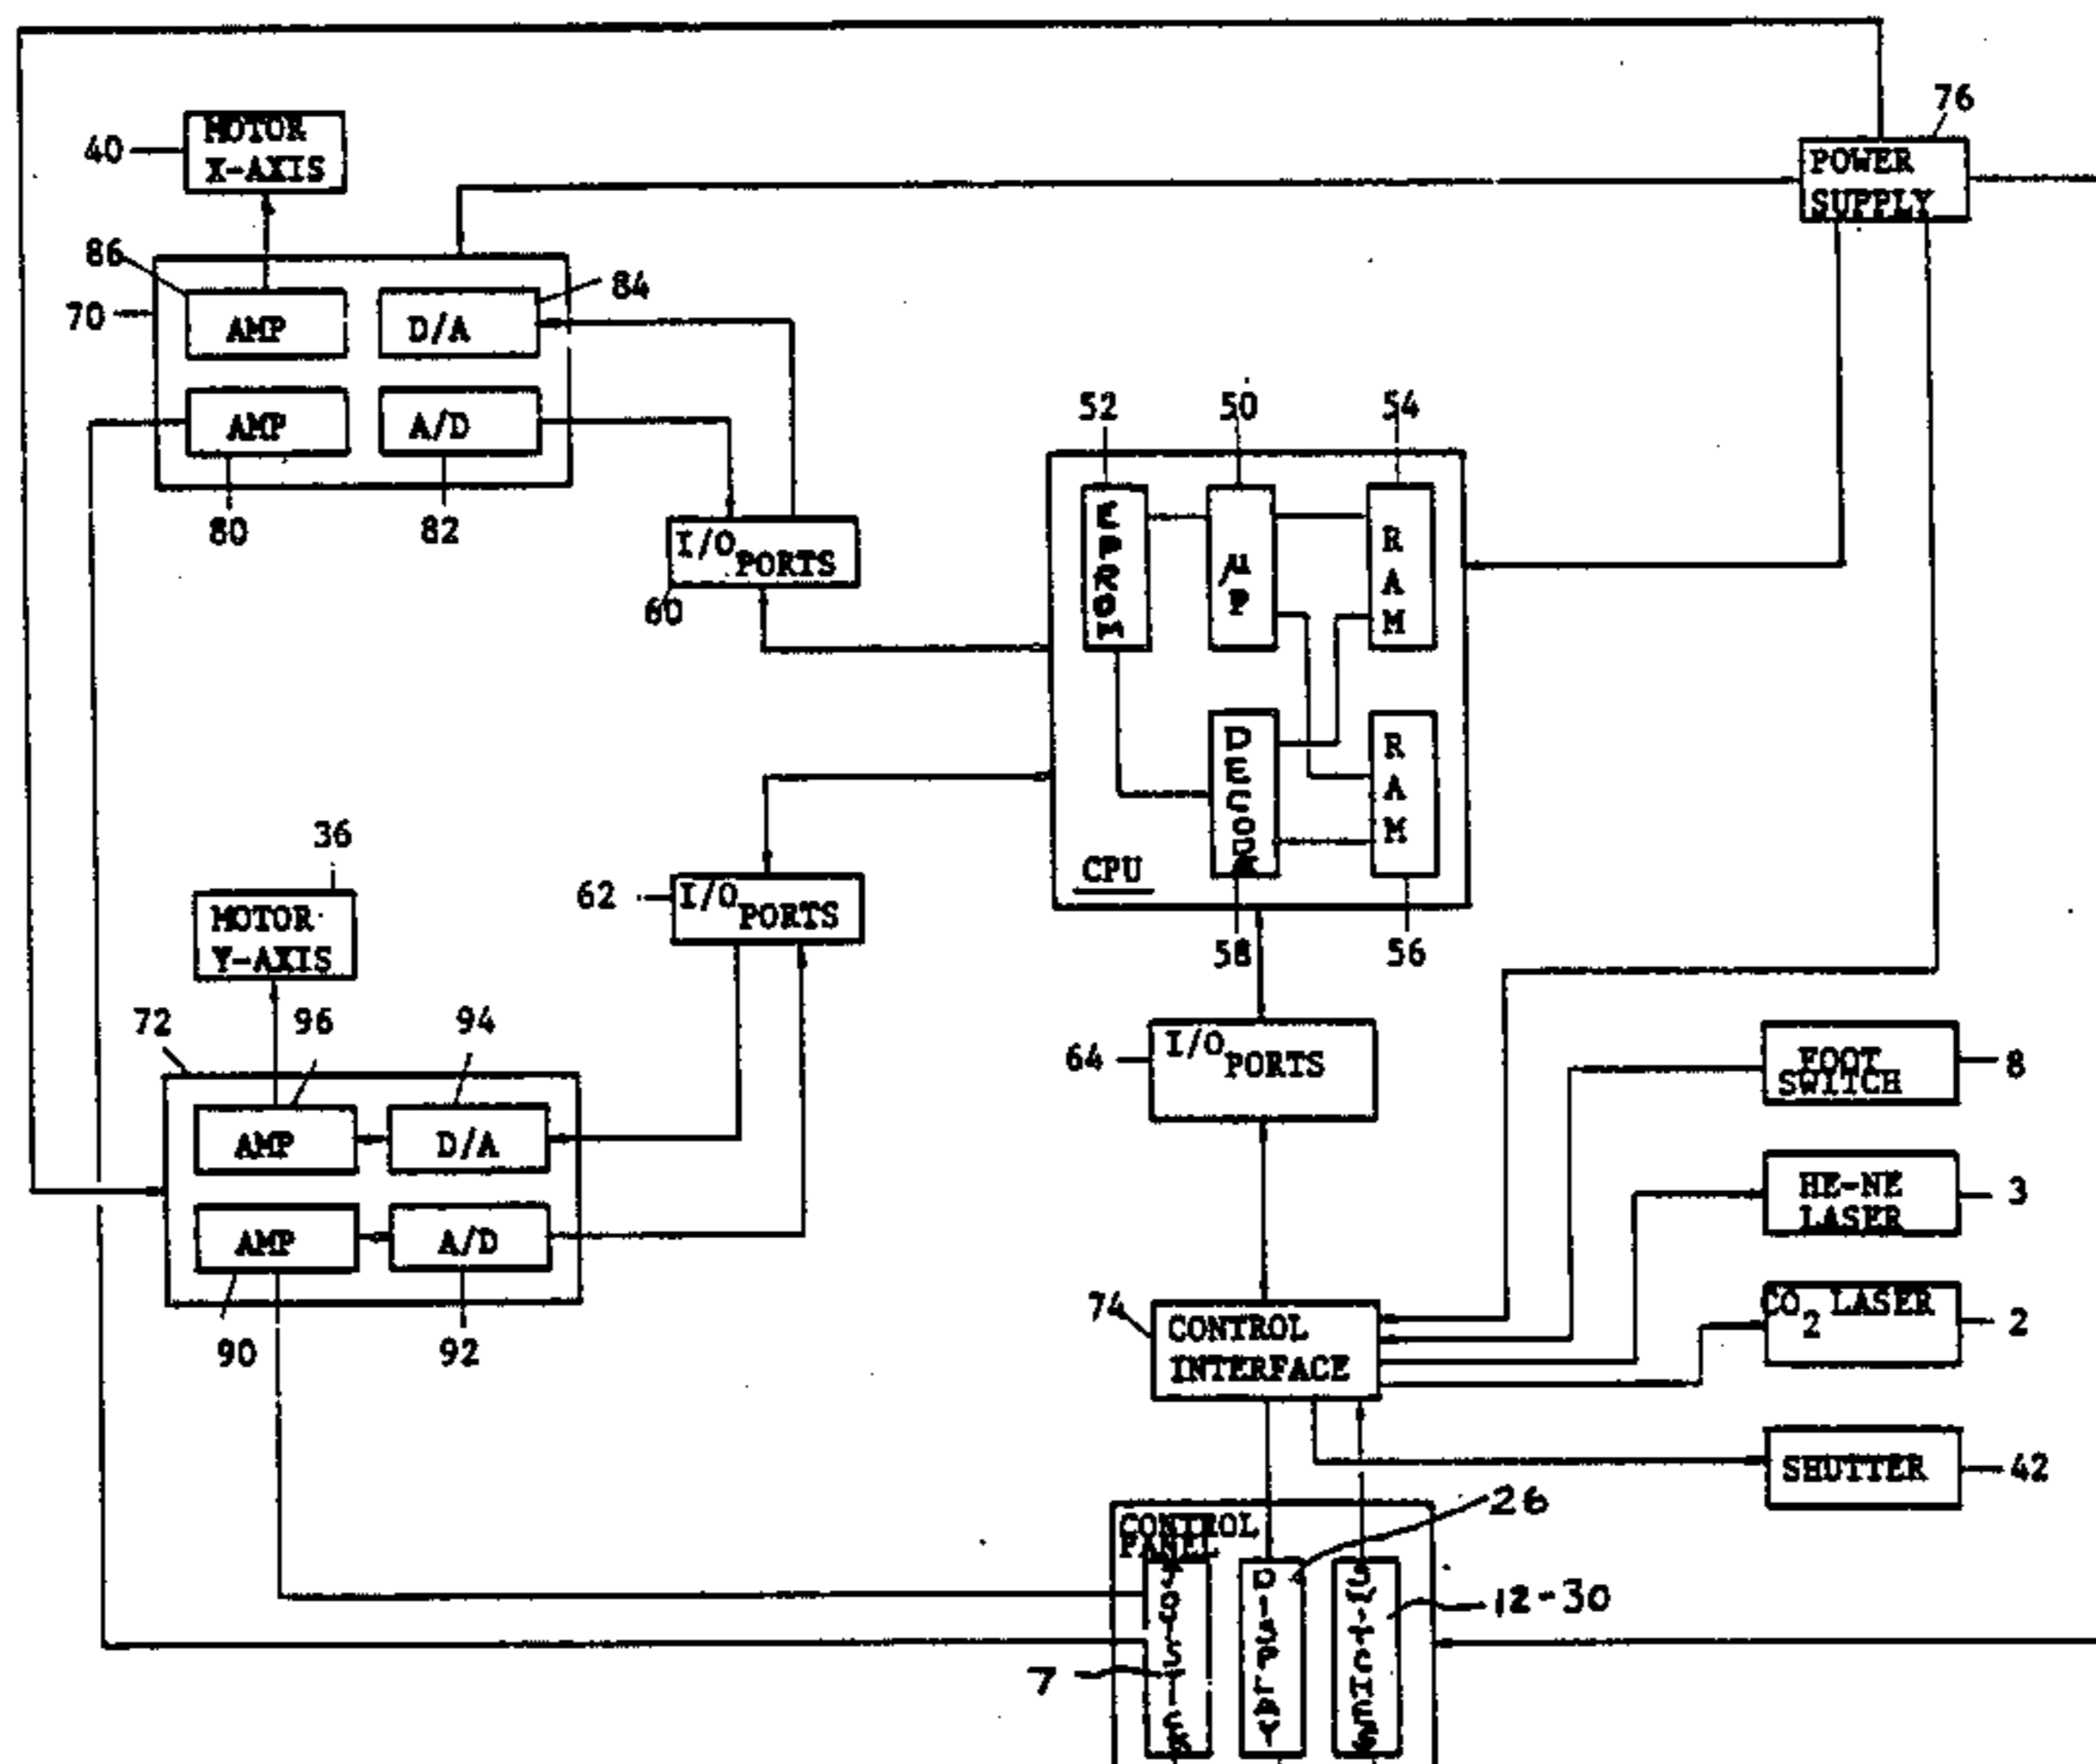 76
MOTOR
X-AXIS
40
POWER
SUPPLY
86
84
70
AMP
D/A
AMP
A/D
52
50
54
80
82
I/O PORTS
60
EPROM
µP
RAM
36
62
I/O PORTS
DECODR
RAM
CPU
MOTOR
Y-AXIS
58
56
72
96
94
64
I/O PORTS
FOOT
SWITCH
8
AMP
D/A
AMP
A/D
HE-NE
LASER
3
90
92
74
CONTROL
INTERFACE
CO2 LASER
2
SHUTTER
42
26
CONTROL
PANEL
JOYSTICK
DISPLAY
SWITCHES
12-30
7